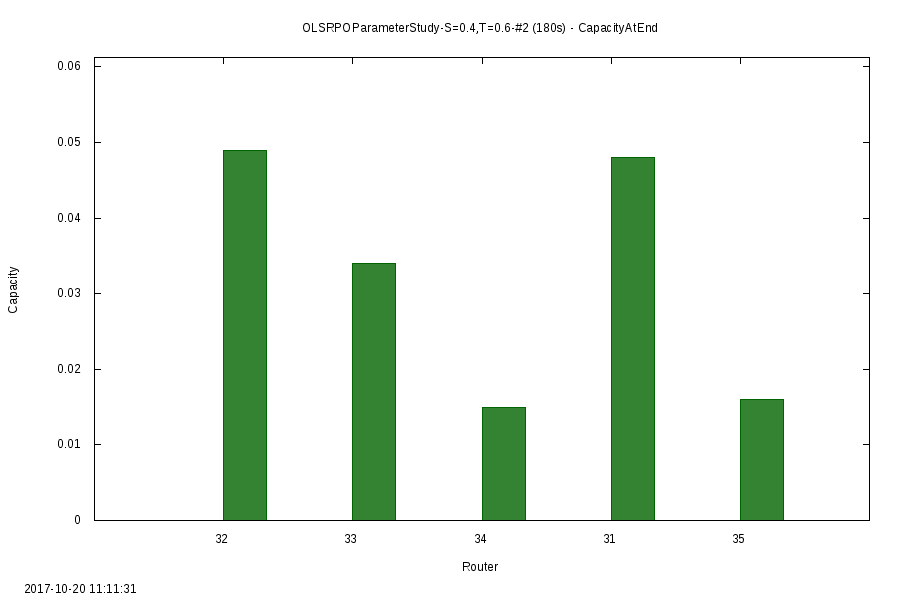 OLSRPOParameterStudy-S=0.4,T=0.6-#2 (180s) - CapacityAtEnd
0.06
0.05
0.04
0.03
0.02
0.01
0
Capacity
32 33 34 31 35
Router
2017-10-20 11:11:31